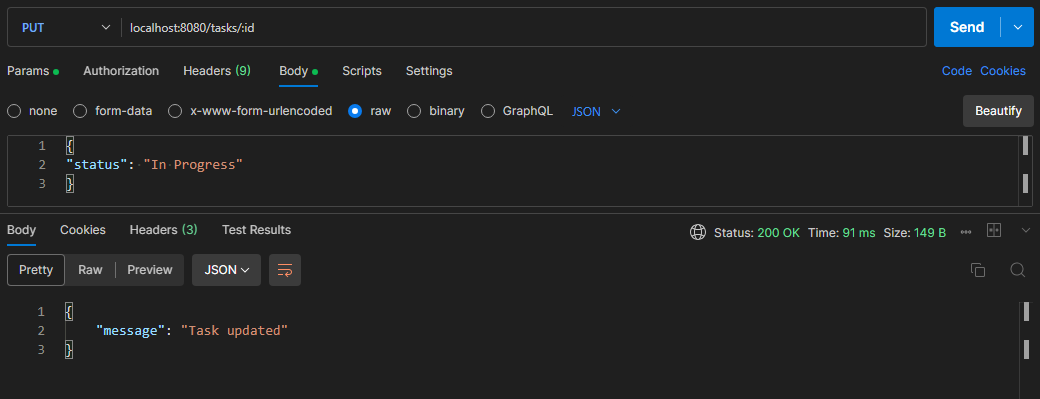 PUT localhost:8080/tasks/:id Send
Params Authorization Headers (9) Body Scripts Settings Code Cookies
none form-data x-www-form-urlencoded raw binary GraphQL JSON Beautify
1 {
2 "status": "In Progress"
3 }
Body Cookies Headers (3) Test Results Status: 200 OK Time: 91 ms Size: 149 B
Pretty Raw Preview JSON
1 {
2 "message": "Task updated"
3 }